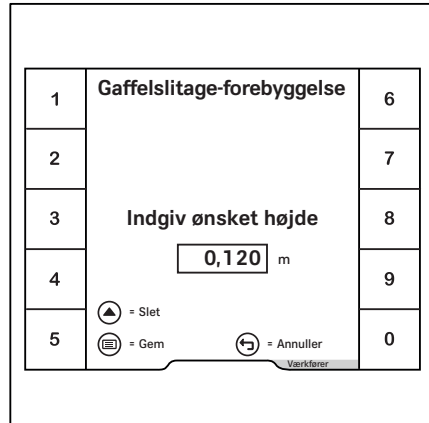 Gaffelslitage-forebyggelse
1
6
2
7
3
Indgiv ønsket højde
8
0,120 m
4
9
= Slet
5
= Gem
= Annuller
0
Værkfører